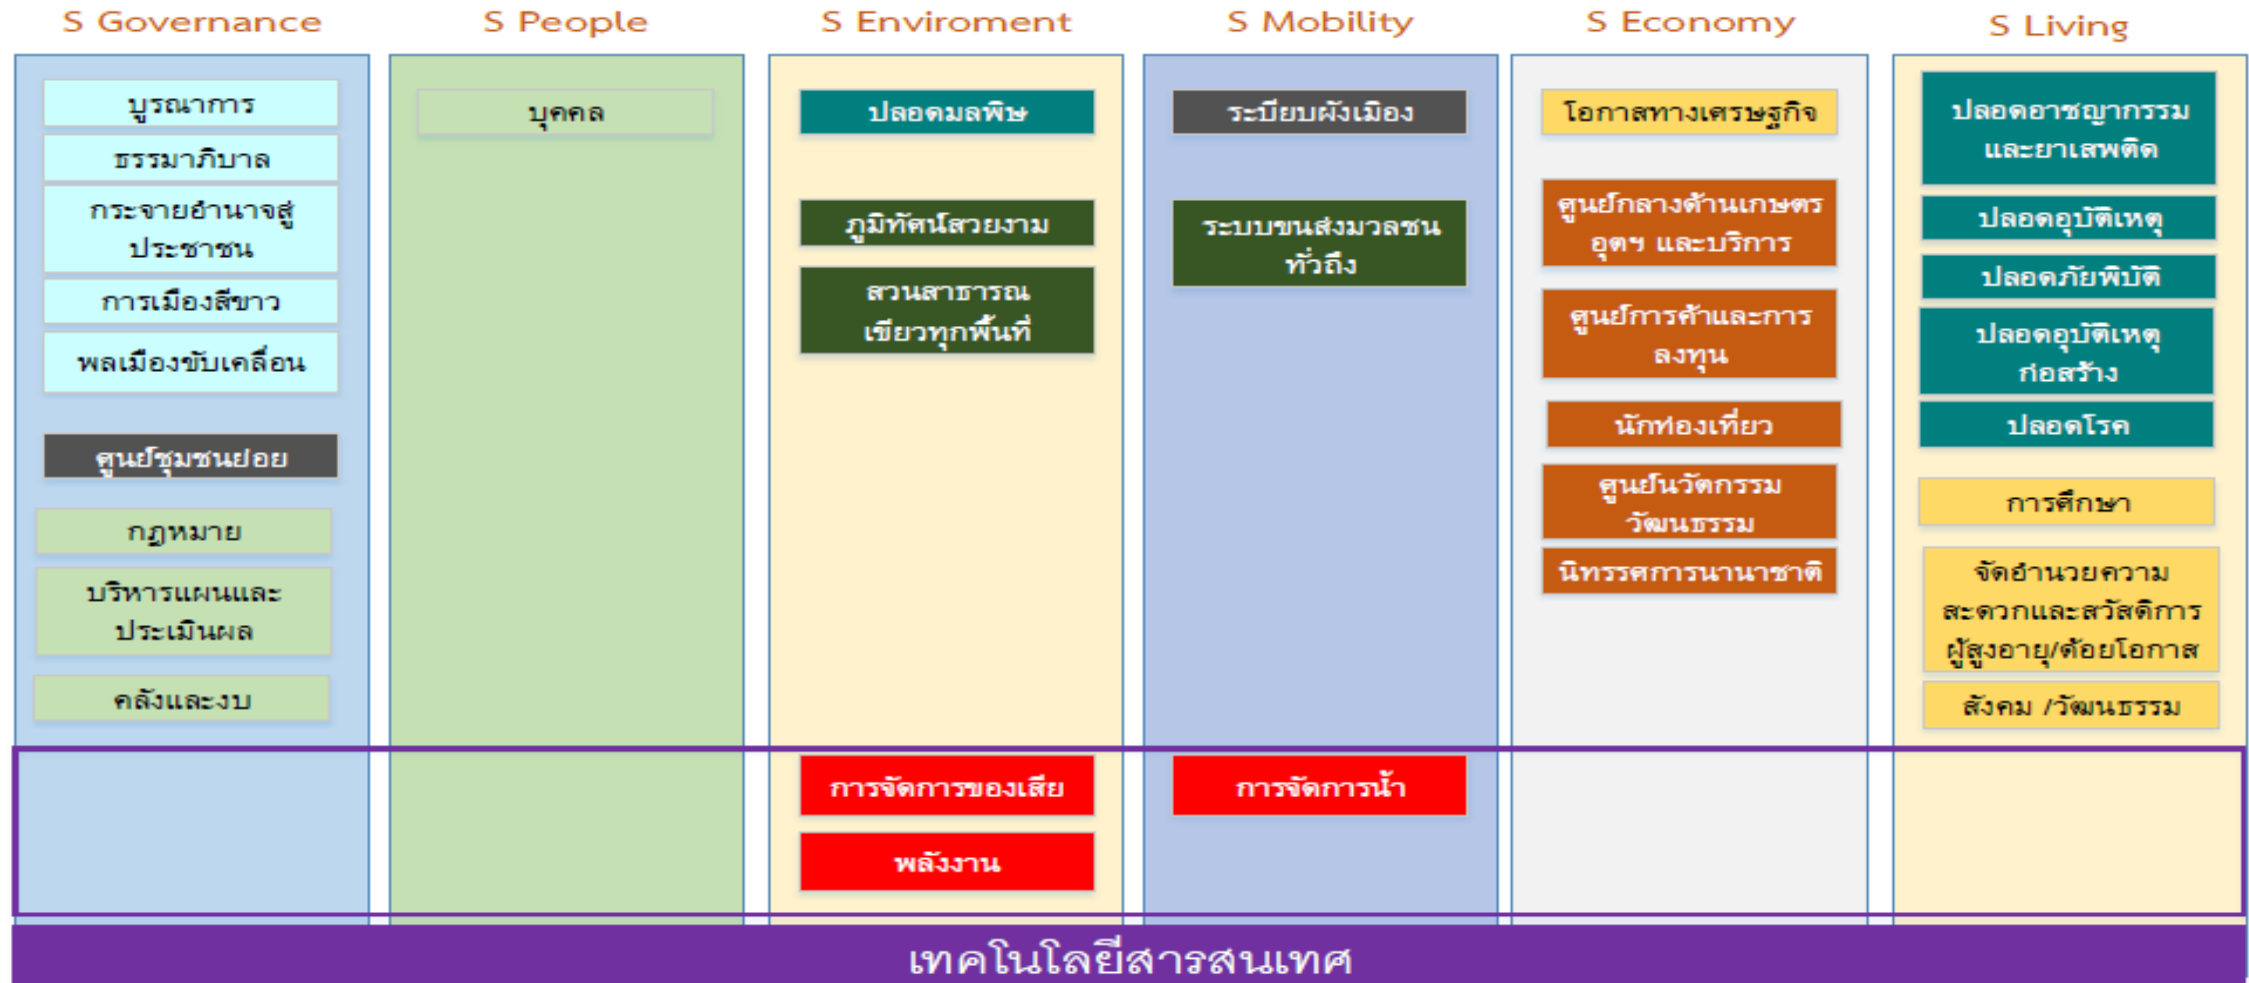 S Governance
บูรณาการ
ธรรมาภิบาล
กระจายอำนาจสู่
ประชาชน
การเมืองสีขาว
พลเมืองขับเคลื่อน
ศูนย์ชุมชนย่อย
กฎหมาย
บริหารแผนและ
ประเมินผล
คลังและงบ
S People
บุคคล
S Enviroment
ปลอดมลพิษ
ภูมิทัศน์สวยงาม
สวนสาธารณ
เขียวทุกพื้นที่
การจัดการของเสีย
พลังงาน
S Mobility
ระบียบผังเมือง
ระบบขนส่งมวลชน
ทั่วถึง
การจัดการน้ำ
S Economy
โอกาสทางเศรษฐกิจ
ศูนย์กลางด้านเกษตร
อุตฯ และบริการ
ศูนย์การค้าและการ
ลงทุน
นักท่องเที่ยว
ศูนย์นวัตกรรม
วัฒนธรรม
นิทรรศการนานาชาติ
S Living
ปลอดอาชญากรรม
และยาเสพติด
ปลอดอุบัติเหตุ
ปลอดภัยพิบัติ
ปลอดอุบัติเหตุ
ก่อสร้าง
ปลอดโรค
การศึกษา
จัดอำนวยความ
สะดวกและสวัสดิการ
ผู้สูงอายุ/ด้อยโอกาส
สังคม /วัฒนธรรม
เทคโนโลยีสารสนเทศ